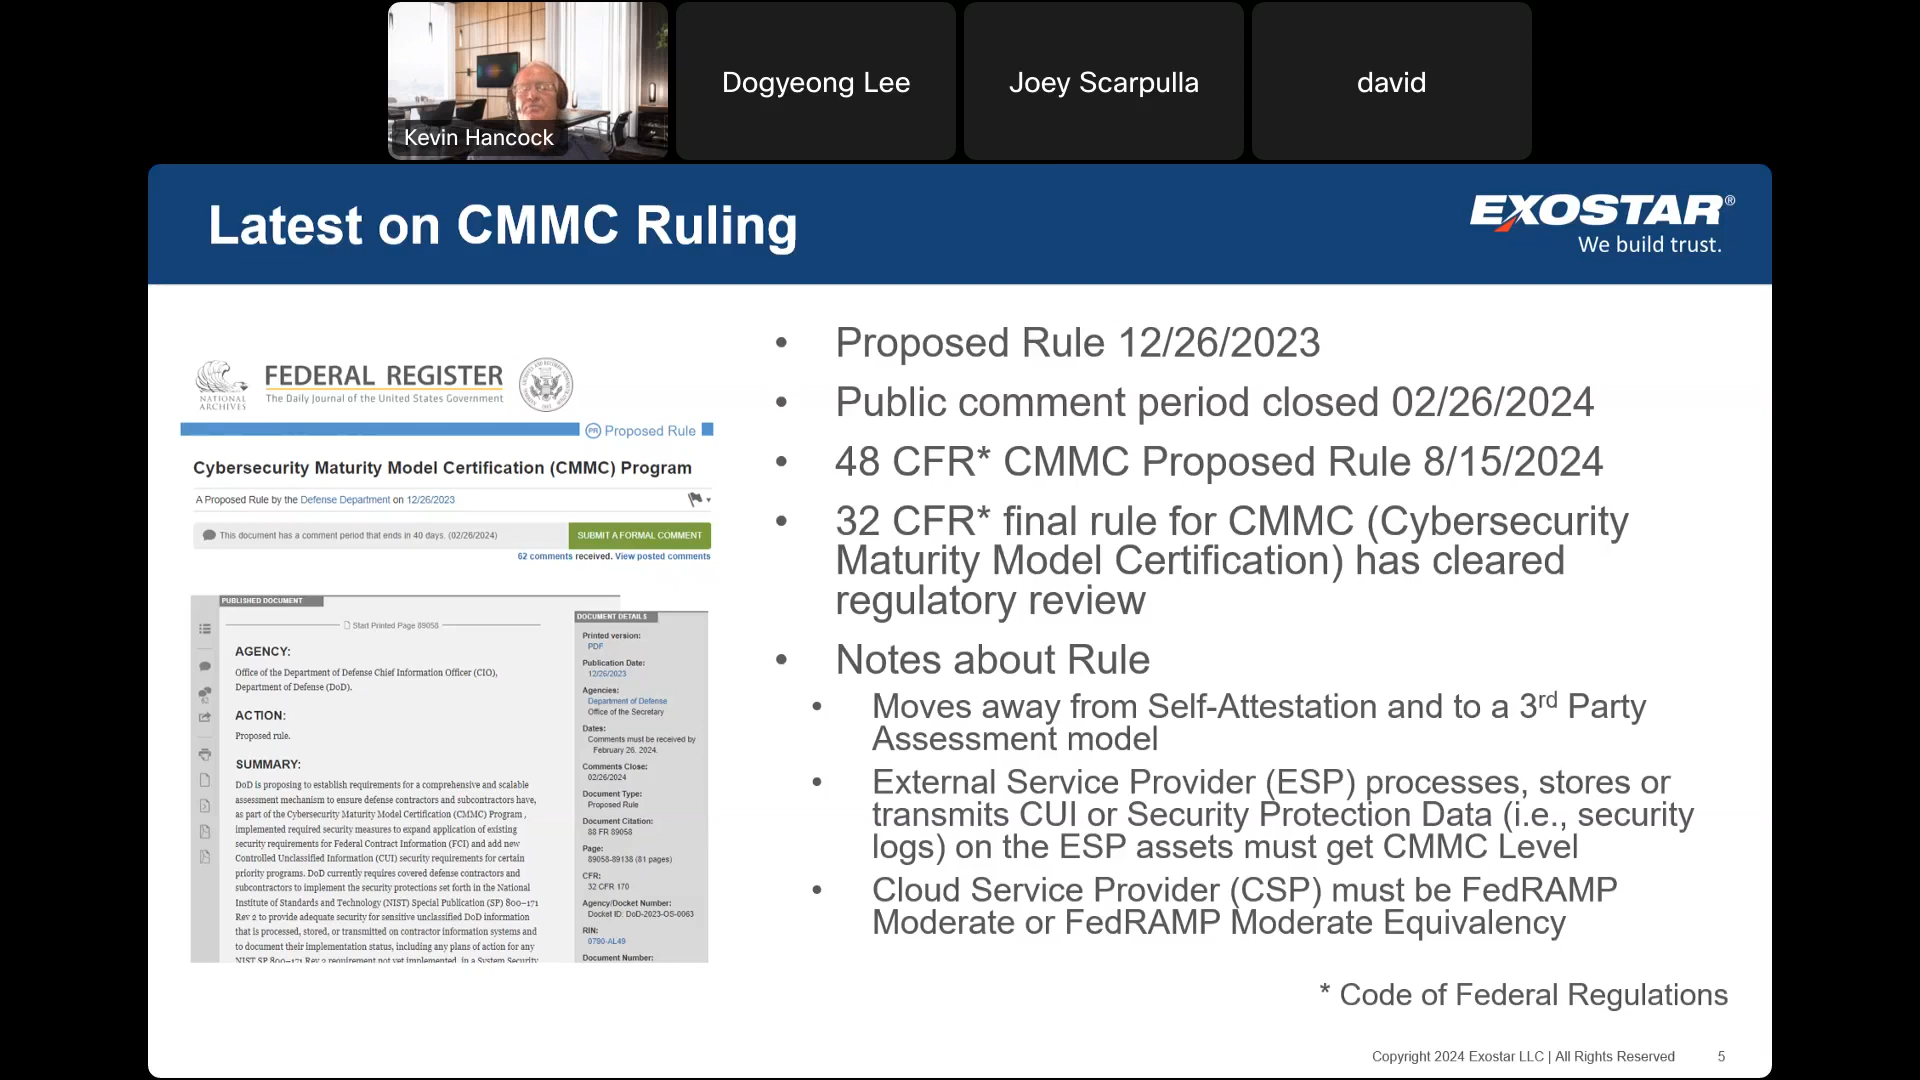 Kevin Hancock
Dogyeong Lee
Joey Scarpulla
david
Latest on CMMC Ruling
EXOSTAR®
We build trust.
NATIONAL
ARCHIVES
FEDERAL REGISTER
The Daily Journal of the United States Government
PR Proposed Rule
Cybersecurity Maturity Model Certification (CMMC) Program
A Proposed Rule by the Defense Department on 12/26/2023
This document has a comment period that ends in 40 days. (02/26/2024)
SUBMIT A FORMAL COMMENT
62 comments received. View posted comments
PUBLISHED DOCUMENT
Start Printed Page 89058
AGENCY:
Office of the Department of Defense Chief Information Officer (CIO),
Department of Defense (DoD).
ACTION:
Proposed rule.
SUMMARY:
DoD is proposing to establish requirements for a comprehensive and scalable
assessment mechanism to ensure defense contractors and subcontractors have,
as part of the Cybersecurity Maturity Model Certification (CMMC) Program ,
implemented required security measures to expand application of existing
security requirements for Federal Contract Information (FCI) and add new
Controlled Unclassified Information (CUI) security requirements for certain
priority programs. DoD currently requires covered defense contractors and
subcontractors to implement the security protections set forth in the National
Institute of Standards and Technology (NIST) Special Publication (SP) 800–171
Rev 2 to provide adequate security for sensitive unclassified DoD information
that is processed, stored, or transmitted on contractor information systems and
to document their implementation status, including any plans of action for any
NIST SP 800–171 Rev 2 requirement not yet implemented, in a System Security
DOCUMENT DETAILS
Printed version:
PDF
Publication Date:
12/26/2023
Agencies:
Department of Defense
Office of the Secretary
Dates:
Comments must be received by
February 26, 2024.
Comments Close:
02/26/2024
Document Type:
Proposed Rule
Document Citation:
88 FR 89058
Page:
89058-89138 (81 pages)
CFR:
32 CFR 170
Agency/Docket Number:
Docket ID: DoD-2023-OS-0063
RIN:
0790-AL49
Document Number:
• Proposed Rule 12/26/2023
• Public comment period closed 02/26/2024
• 48 CFR* CMMC Proposed Rule 8/15/2024
• 32 CFR* final rule for CMMC (Cybersecurity
Maturity Model Certification) has cleared
regulatory review
• Notes about Rule
• Moves away from Self-Attestation and to a 3rd Party
Assessment model
• External Service Provider (ESP) processes, stores or
transmits CUI or Security Protection Data (i.e., security
logs) on the ESP assets must get CMMC Level
• Cloud Service Provider (CSP) must be FedRAMP
Moderate or FedRAMP Moderate Equivalency
* Code of Federal Regulations
Copyright 2024 Exostar LLC | All Rights Reserved
5